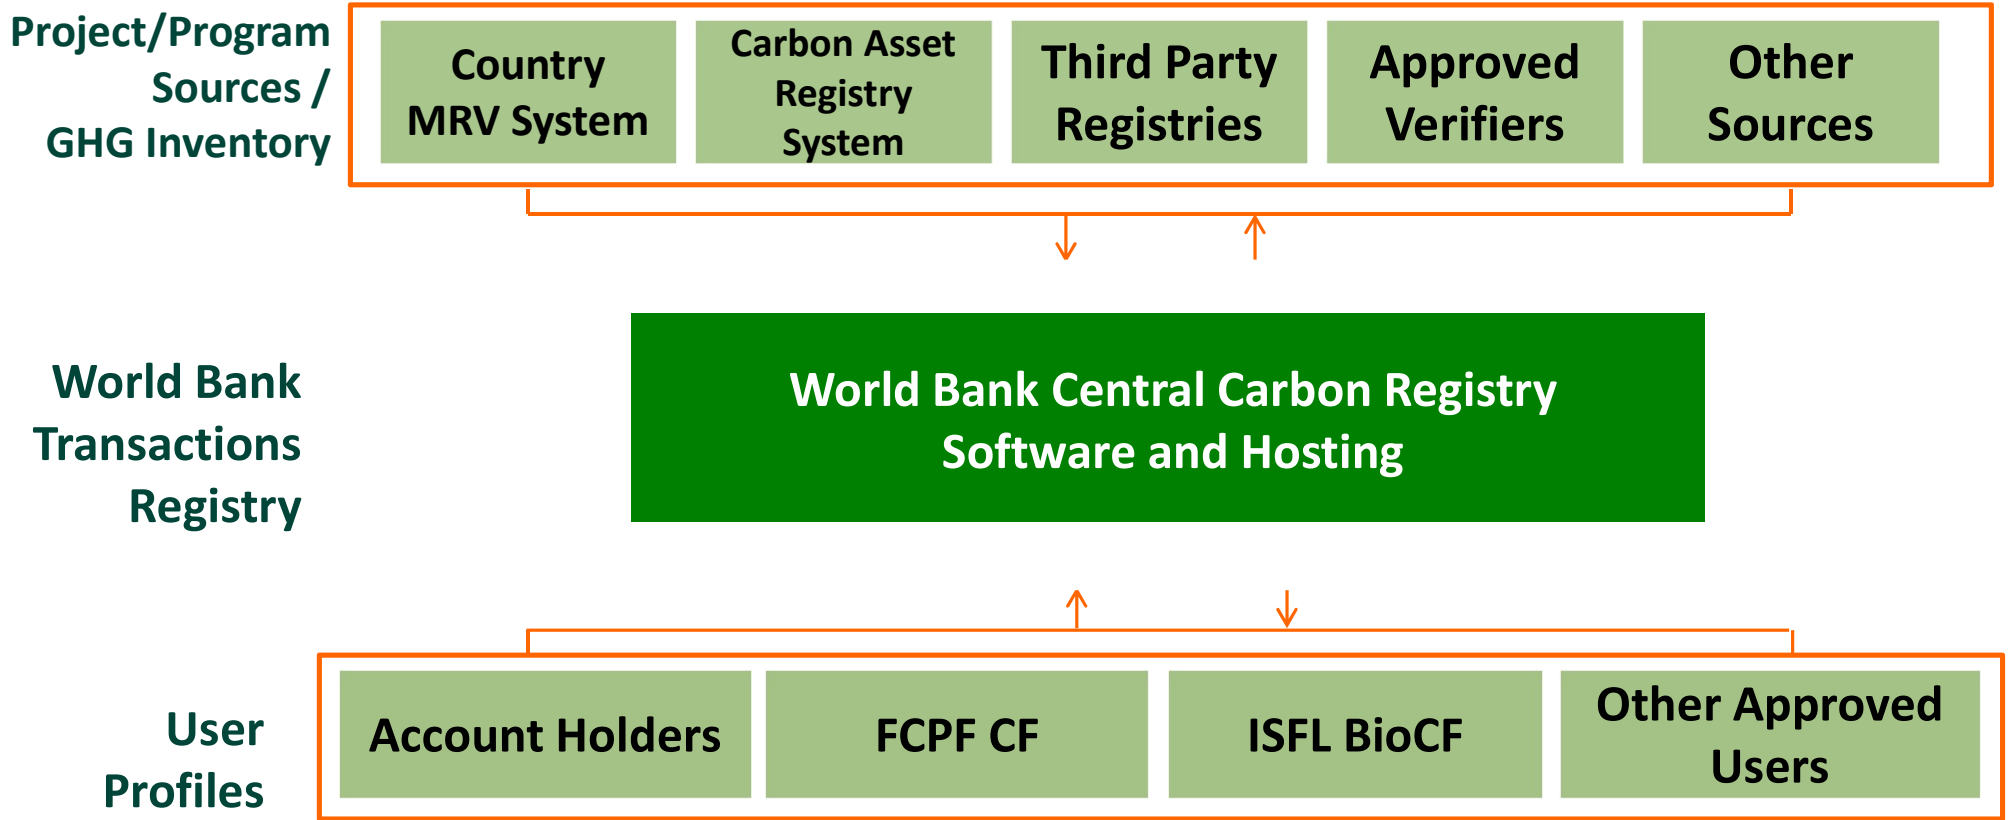 Project/Program
Sources /
GHG Inventory
Country
MRV System
Carbon Asset
Registry
System
Third Party
Registries
Approved
Verifiers
Other
Sources
World Bank
Transactions
Registry
World Bank Central Carbon Registry
Software and Hosting
User
Profiles
Account Holders
FCPF CF
ISFL BioCF
Other Approved
Users